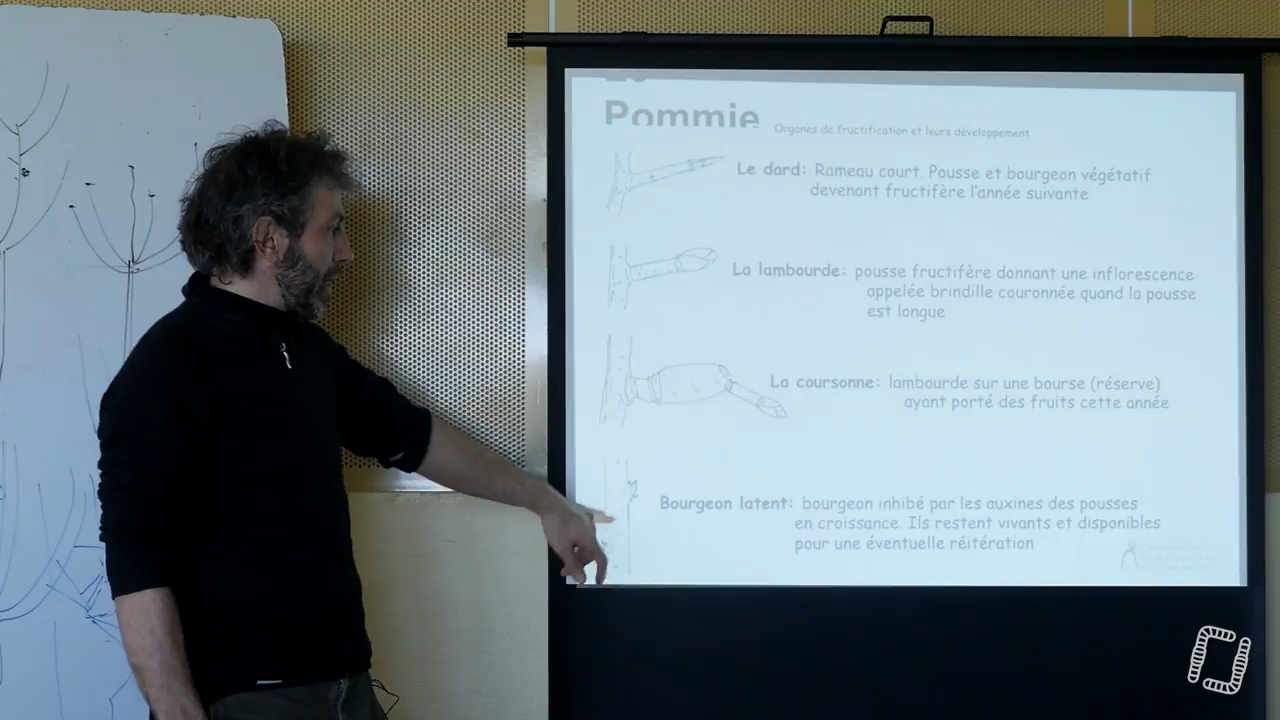 Pommie
Organes de fructification et leurs développement
Le dard: Rameau court. Pousse et bourgeon végétatif
devenant fructifère l'année suivante
La lambourde: pousse fructifère donnant une inflorescence
appelée brindille couronnée quand la pousse
est longue
La coursonne: lambourde sur une bourse (réserve)
ayant porté des fruits cette année
Bourgeon latent: bourgeon inhibé par les auxines des pousses
en croissance. Ils restent vivants et disponibles
pour une éventuelle réitération